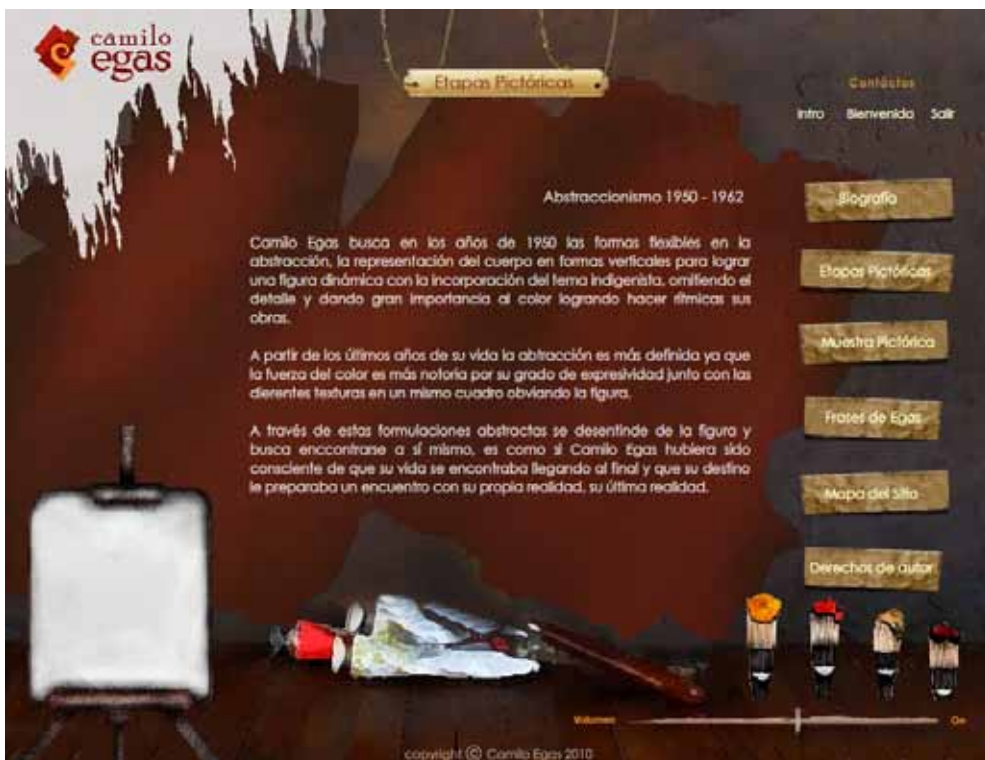 camilo
egas
Etapas Pictóricas
Contáctos
Intro Bienvenida Salir
Abstraccionismo 1950 - 1962
Camilo Egas busca en los años de 1950 las formas flexibles en la
abstracción, la representación del cuerpo en formas verticales para lograr
una figura dinámica con la incorporación del tema indigenista, omitiendo el
detalle y dando gran importancia al color logrando hacer rítmicas sus
obras.
A partir de los últimos años de su vida la abtracción es más definida ya que
la fuerza del color es más notoria por su grado de expresividad junto con las
dierentes texturas en un mismo cuadro obviando la figura.
A través de estas formulaciones abstractas se desentinde de la figura y
busca enccontrarse a sí mismo, es como si Camilo Egas hubiera sido
consciente de que su vida se encontraba llegando al final y que su destino
le preparaba un encuentro con su propia realidad, su última realidad.
Biografía
Etapas Pictóricas
Muestra Pictórica
Frases de Egas
Mapa del Sitio
Derechos de autor
Volumen On
copyright © Camilo Egas 2010